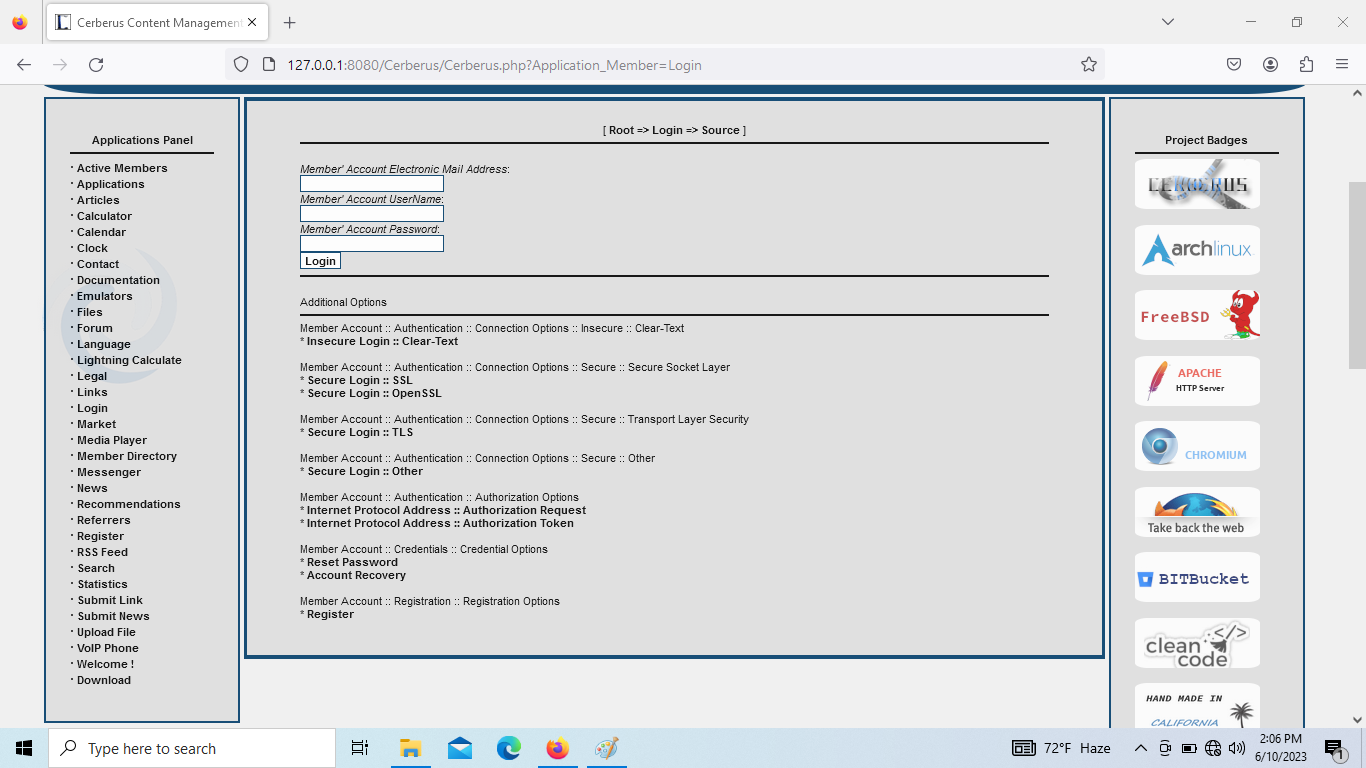 Cerberus Content Management
127.0.0.1:8080/Cerberus/Cerberus.php?Application_Member=Login
Applications Panel
· Active Members
· Applications
· Articles
· Calculator
· Calendar
· Clock
· Contact
· Documentation
· Emulators
· Files
· Forum
· Language
· Lightning Calculate
· Legal
· Links
· Login
· Market
· Media Player
· Member Directory
· Messenger
· News
· Recommendations
· Referrers
· Register
· RSS Feed
· Search
· Statistics
· Submit Link
· Submit News
· Upload File
· VoIP Phone
· Welcome !
· Download
[ Root => Login => Source ]
Member' Account Electronic Mail Address:
Member' Account UserName:
Member' Account Password:
Login
Additional Options
Member Account :: Authentication :: Connection Options :: Insecure :: Clear-Text
* Insecure Login :: Clear-Text
Member Account :: Authentication :: Connection Options :: Secure :: Secure Socket Layer
* Secure Login :: SSL
* Secure Login :: OpenSSL
Member Account :: Authentication :: Connection Options :: Secure :: Transport Layer Security
* Secure Login :: TLS
Member Account :: Authentication :: Connection Options :: Secure :: Other
* Secure Login :: Other
Member Account :: Authentication :: Authorization Options
* Internet Protocol Address :: Authorization Request
* Internet Protocol Address :: Authorization Token
Member Account :: Credentials :: Credential Options
* Reset Password
* Account Recovery
Member Account :: Registration :: Registration Options
* Register
Project Badges
CERBERUS
archlinux
FreeBSD
APACHE
HTTP Server
CHROMIUM
Take back the web
BITBucket
clean
code
HAND MADE IN
CALIFORNIA
Type here to search
72°F Haze
2:06 PM
6/10/2023
1